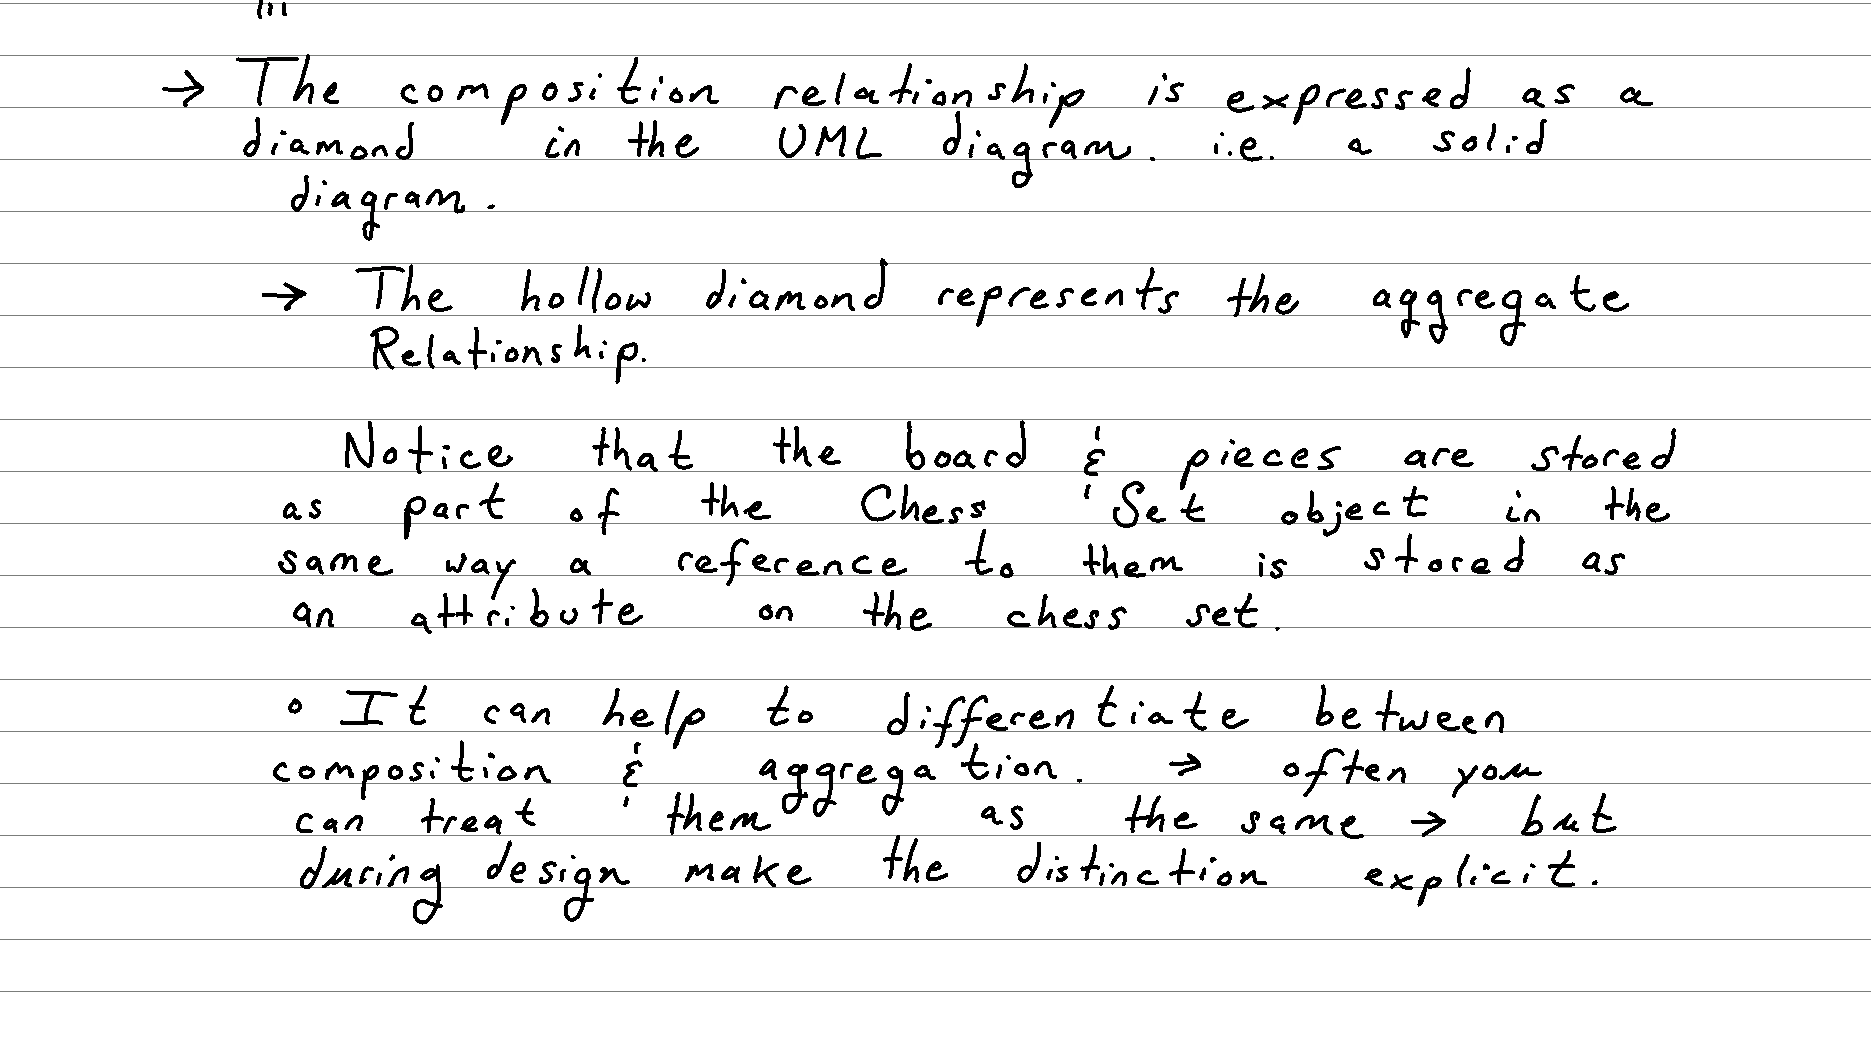 → The composition relationship is expressed as a
diamond in the UML diagram. i.e. a solid
diagram.
→ The hollow diamond represents the aggregate
Relationship.
Notice that the board & pieces are stored
as part of the Chess Set object in the
same way a reference to them is stored as
an attribute on the chess set.
° It can help to differentiate between
composition & aggregation. → often you
can treat them as the same → but
during design make the distinction explicit.